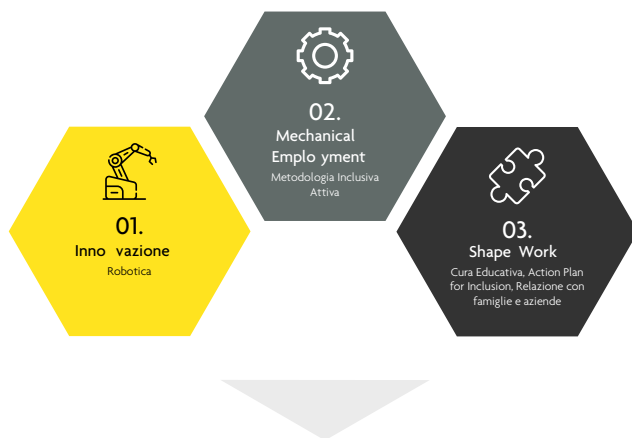 01.
Inno vazione
Robotica
02.
Mechanical
Emplo yment
Metodologia Inclusiva
Attiva
03.
Shape Work
Cura Educativa, Action Plan
for Inclusion, Relazione con
famiglie e aziende